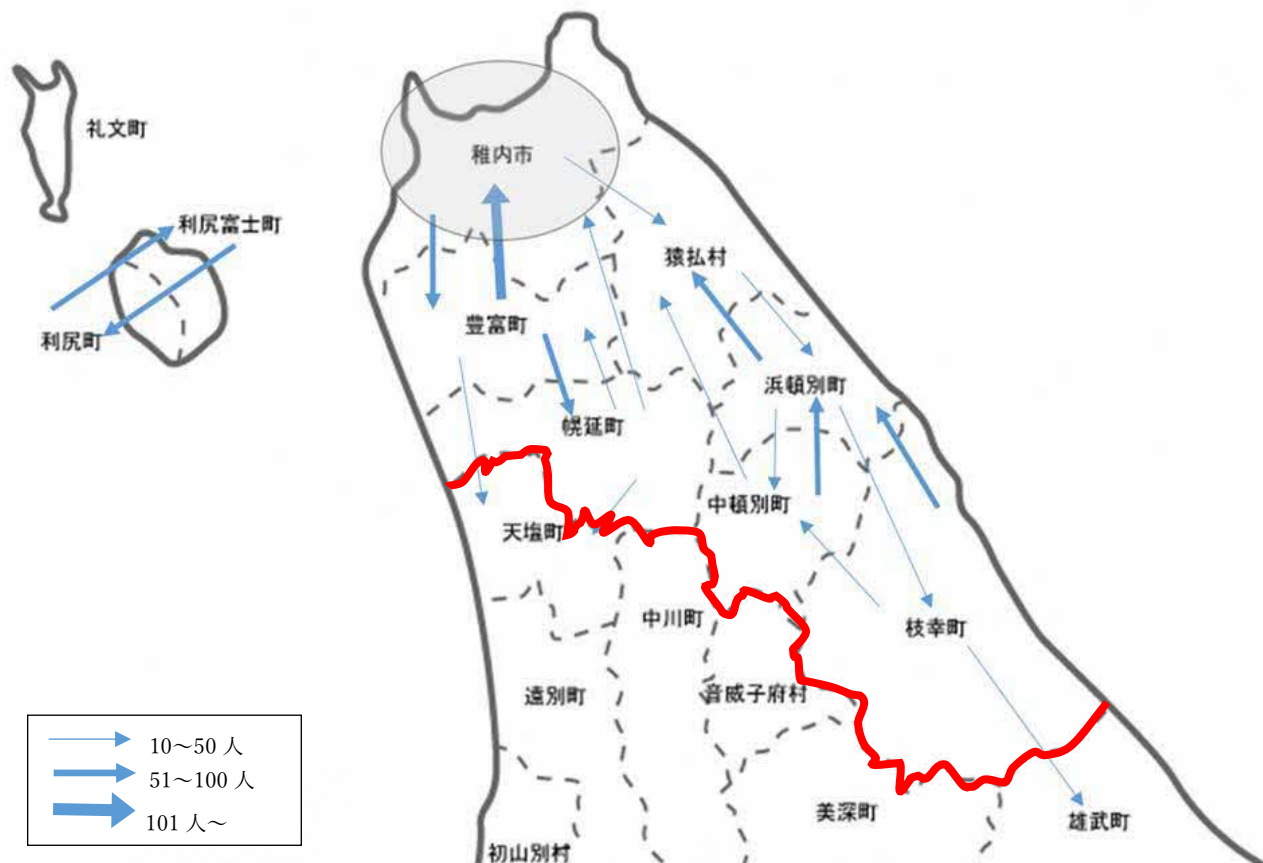 礼文町
稚内市
利尻富士町
猿払村
豊富町
利尻町
浜頓別町
幌延町
中頓別町
天塩町
中川町
枝幸町
遠別町
音威子府村
10～50 人
51～100 人
101 人～
美深町
雄武町
初山別村